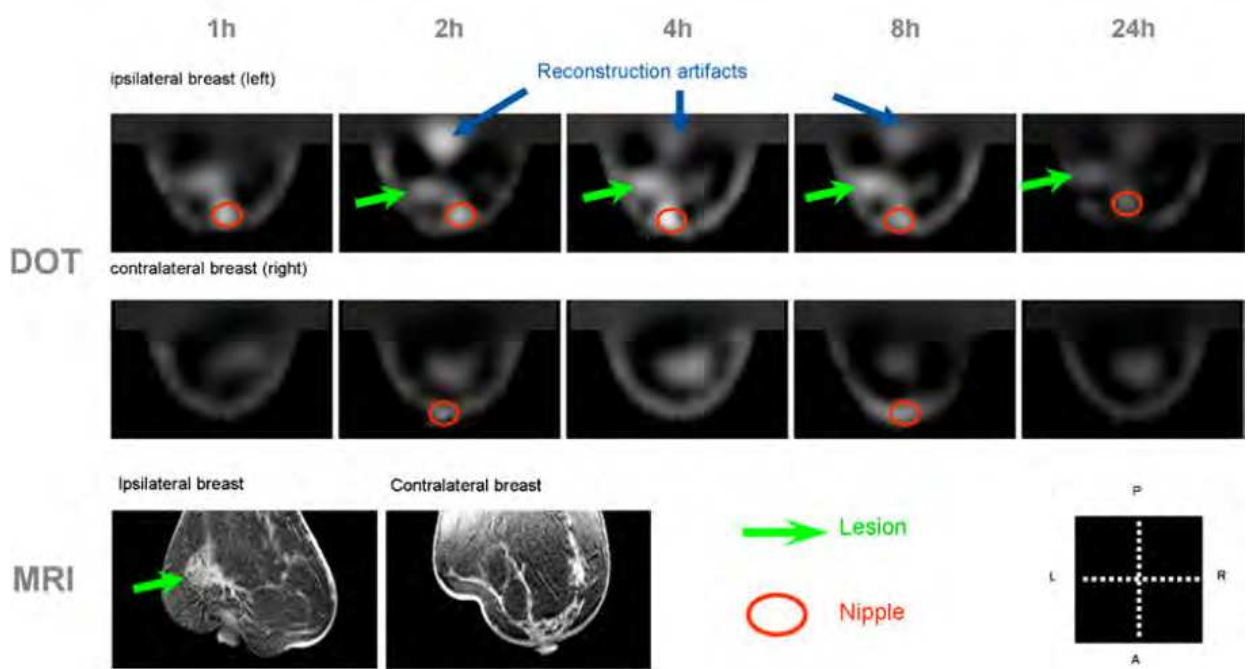 1h 2h 4h 8h 24h
Reconstruction artifacts
ipsilateral breast (left)
DOT
contralateral breast (right)
Ipsilateral breast Contralateral breast
P
Lesion
MRI
L R
Nipple
A